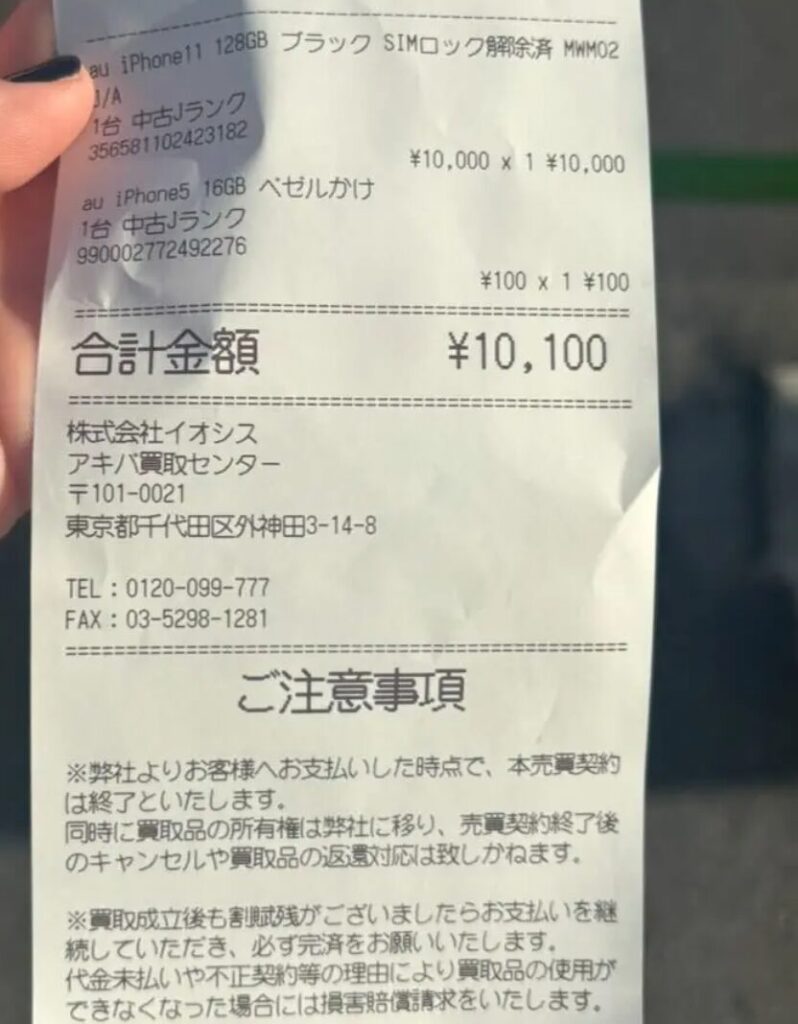 au iPhone11 128GB ブラック SIMロック解除済 MWM02
J/A
1台 中古Jランク
356581102423182
¥10,000 x 1 ¥10,000
au iPhone5 16GB ベゼルかけ
1台 中古Jランク
990002772492276
¥100 x 1 ¥100
合計金額 ¥10,100
株式会社イオシス
アキバ買取センター
〒101-0021
東京都千代田区外神田3-14-8
TEL：0120-099-777
FAX：03-5298-1281
ご注意事項
※弊社よりお客様へお支払いした時点で、本売買契約
は終了といたします。
同時に買取品の所有権は弊社に移り、売買契約終了後
のキャンセルや買取品の返還対応は致しかねます。
※買取成立後も割賦残がございましたらお支払いを継
続していただき、必ず完済をお願いいたします。
代金未払いや不正契約等の理由により買取品の使用が
できなくなった場合には損害賠償請求をいたします。